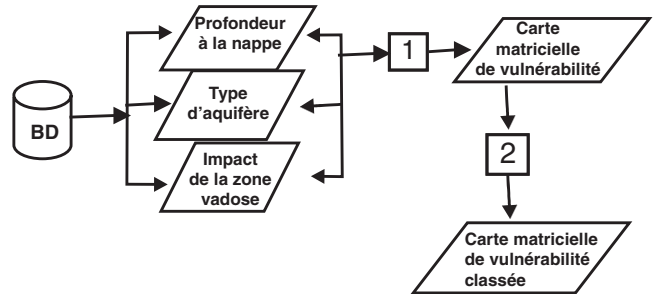 BD
Profondeur
à la nappe
Type
d'aquifère
Impact
de la zone
vadose
1
Carte
matricielle
de vulnérabilité
2
Carte matricielle
de vulnérabilité
classée